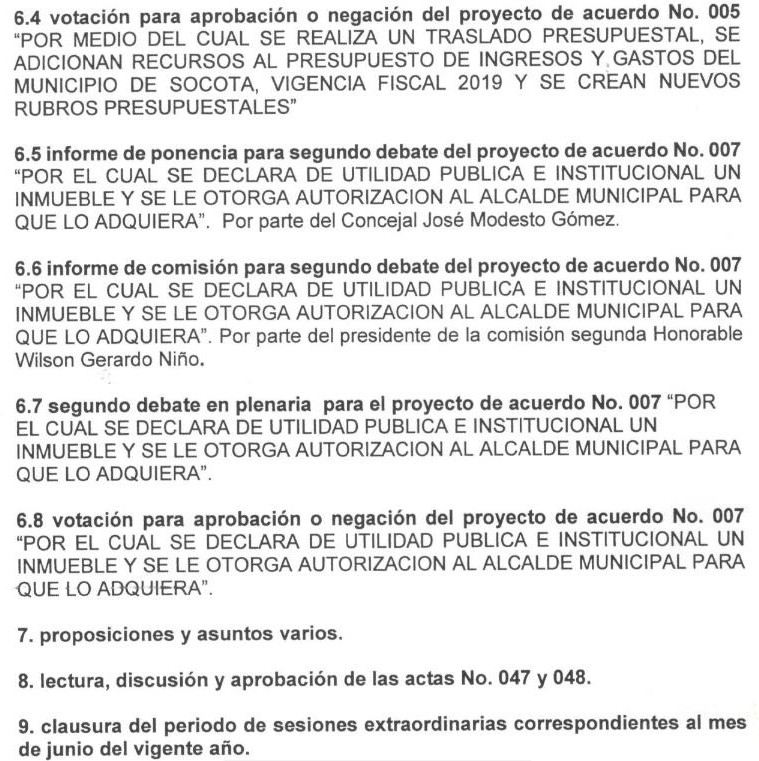 6.4 votación para aprobación o negación del proyecto de acuerdo No. 005
“POR MEDIO DEL CUAL SE REALIZA UN TRASLADO PRESUPUESTAL, SE
ADICIONAN RECURSOS AL PRESUPUESTO DE INGRESOS Y GASTOS DEL
MUNICIPIO DE SOCOTA, VIGENCIA FISCAL 2019 Y SE CREAN NUEVOS
RUBROS PRESUPUESTALES”
6.5 informe de ponencia para segundo debate del proyecto de acuerdo No. 007
“POR EL CUAL SE DECLARA DE UTILIDAD PUBLICA E INSTITUCIONAL UN
INMUEBLE Y SE LE OTORGA AUTORIZACION AL ALCALDE MUNICIPAL PARA
QUE LO ADQUIERA”. Por parte del Concejal José Modesto Gómez.
6.6 informe de comisión para segundo debate del proyecto de acuerdo No. 007
“POR EL CUAL SE DECLARA DE UTILIDAD PUBLICA E INSTITUCIONAL UN
INMUEBLE Y SE LE OTORGA AUTORIZACION AL ALCALDE MUNICIPAL PARA
QUE LO ADQUIERA”. Por parte del presidente de la comisión segunda Honorable
Wilson Gerardo Niño.
6.7 segundo debate en plenaria para el proyecto de acuerdo No. 007 “POR
EL CUAL SE DECLARA DE UTILIDAD PUBLICA E INSTITUCIONAL UN
INMUEBLE Y SE LE OTORGA AUTORIZACION AL ALCALDE MUNICIPAL PARA
QUE LO ADQUIERA”.
6.8 votación para aprobación o negación del proyecto de acuerdo No. 007
“POR EL CUAL SE DECLARA DE UTILIDAD PUBLICA E INSTITUCIONAL UN
INMUEBLE Y SE LE OTORGA AUTORIZACION AL ALCALDE MUNICIPAL PARA
QUE LO ADQUIERA”.
7. proposiciones y asuntos varios.
8. lectura, discusión y aprobación de las actas No. 047 y 048.
9. clausura del periodo de sesiones extraordinarias correspondientes al mes
de junio del vigente año.